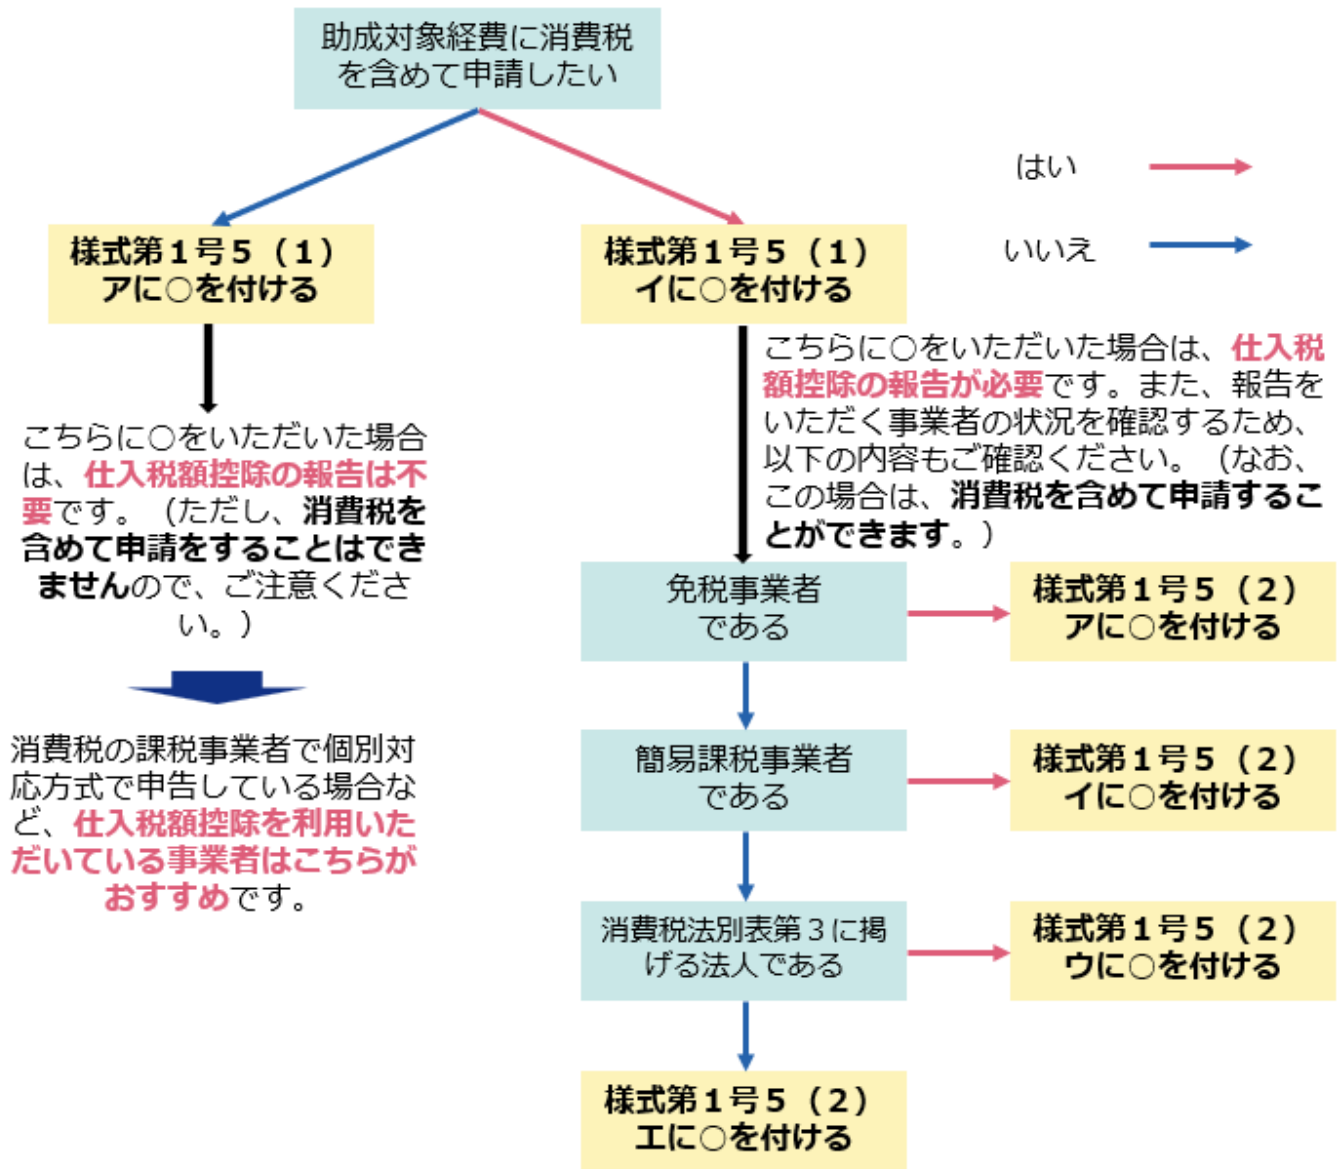 助成対象経費に消費税
を含めて申請したい
はい
いいえ
様式第１号５（１）
アに○を付ける
様式第１号５（１）
イに○を付ける
こちらに○をいただいた場合
は、仕入税額控除の報告は不
要です。（ただし、消費税を
含めて申請をすることはでき
ませんので、ご注意くださ
い。）
消費税の課税事業者で個別対
応方式で申告している場合な
ど、仕入税額控除を利用いた
だいている事業者はこちらが
おすすめです。
こちらに○をいただいた場合は、仕入税
額控除の報告が必要です。また、報告を
いただく事業者の状況を確認するため、
以下の内容もご確認ください。（なお、
この場合は、消費税を含めて申請するこ
とができます。）
免税事業者
である
様式第１号５（２）
アに○を付ける
簡易課税事業者
である
様式第１号５（２）
イに○を付ける
消費税法別表第３に掲
げる法人である
様式第１号５（２）
ウに○を付ける
様式第１号５（２）
エに○を付ける